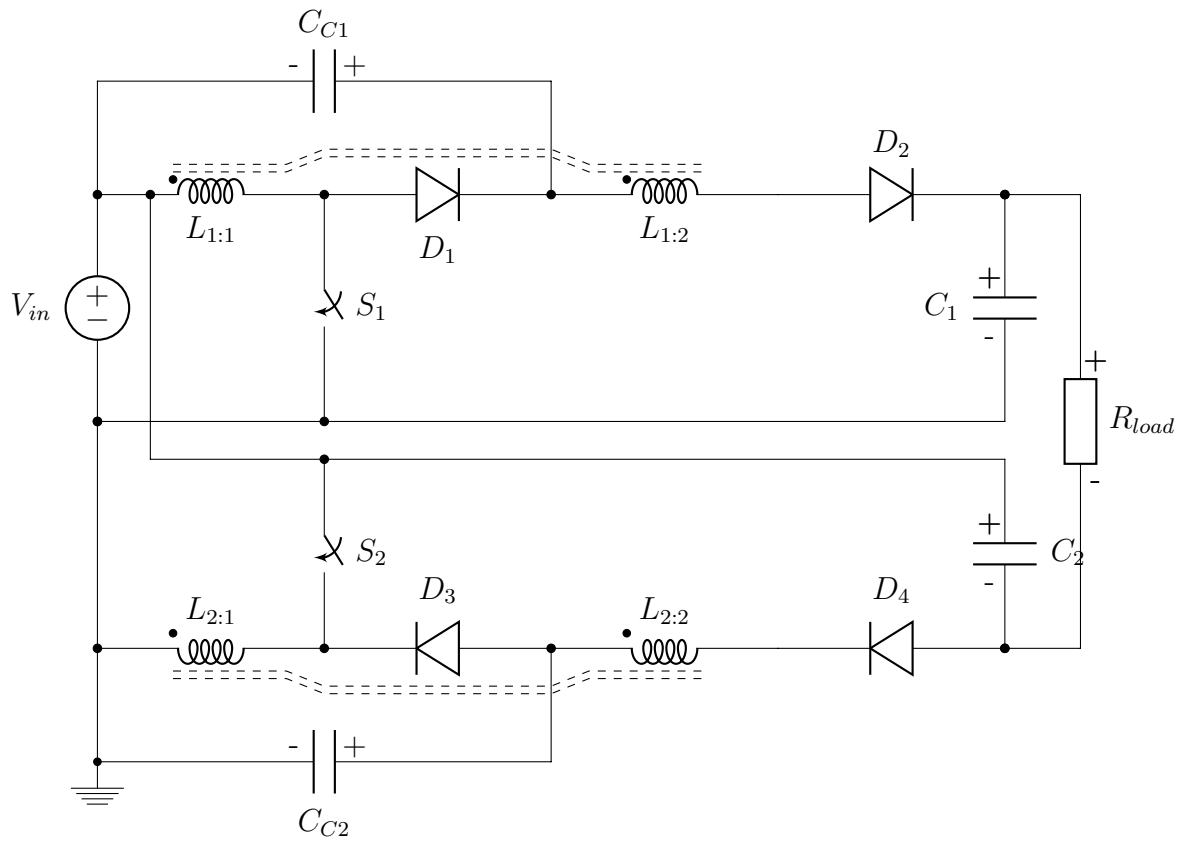 C_{C1}
- +
D_2
L_{1:1}
L_{1:2}
D_1
+
V_{in}
+
−
S_1
C_1
-
+
R_{load}
-
+
S_2
C_2
-
L_{2:1}
D_3
L_{2:2}
D_4
- +
C_{C2}